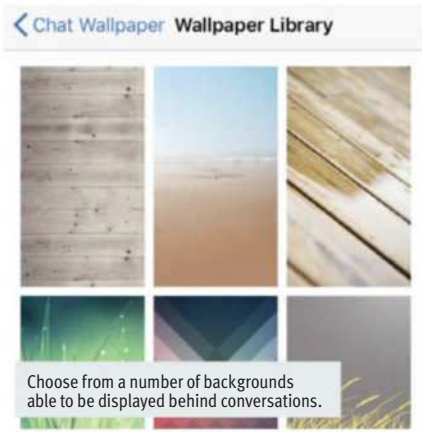 Chat Wallpaper Wallpaper Library
Choose from a number of backgrounds
able to be displayed behind conversations.